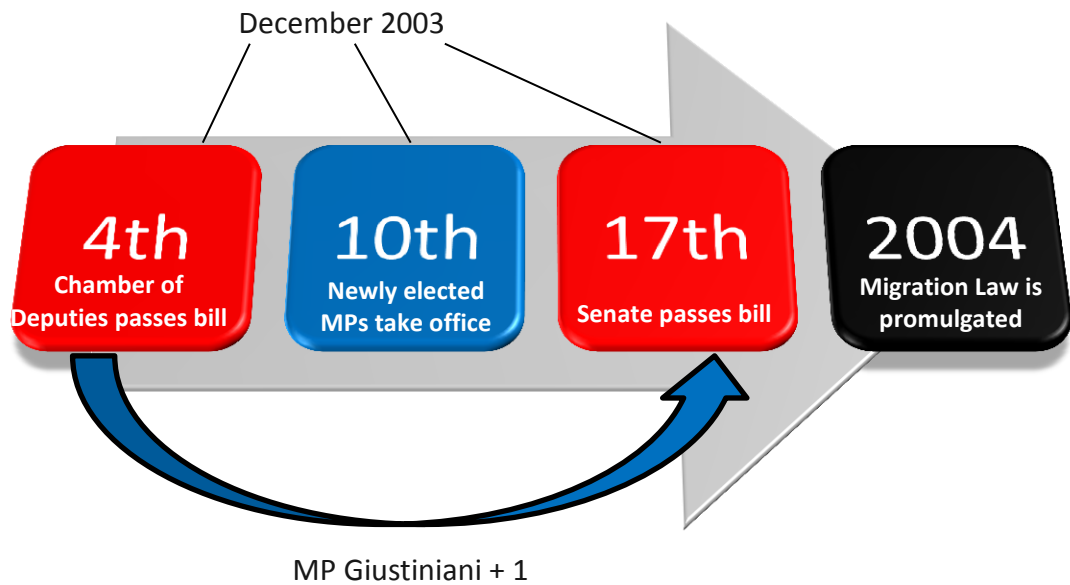 December 2003
4th
Chamber of
Deputies passes bill
10th
Newly elected
MPs take office
17th
Senate passes bill
2004
Migration Law is
promulgated
MP Giustiniani + 1